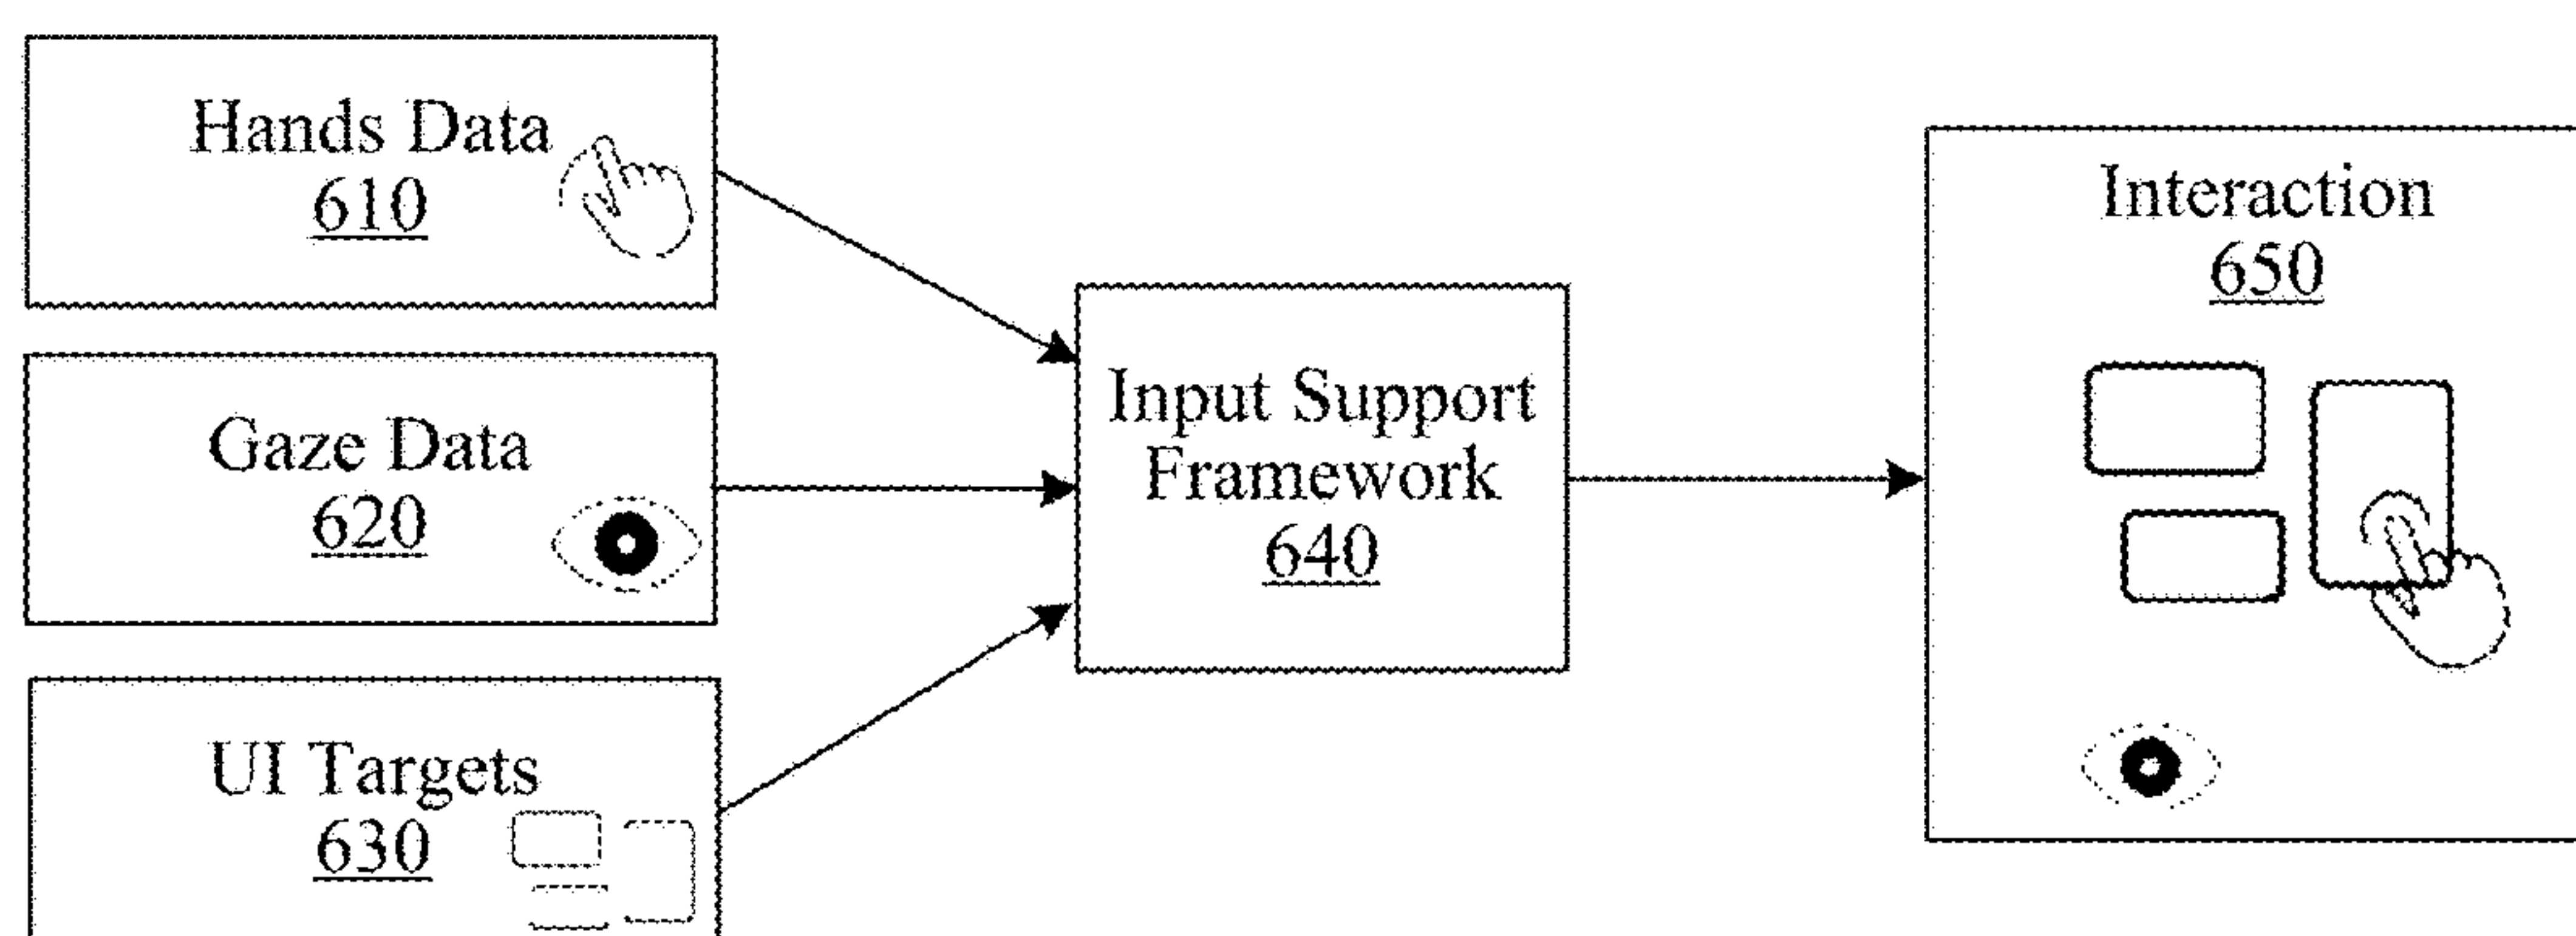 Hands Data
610
Gaze Data
620
UI Targets
630
Input Support
Framework
640
Interaction
650